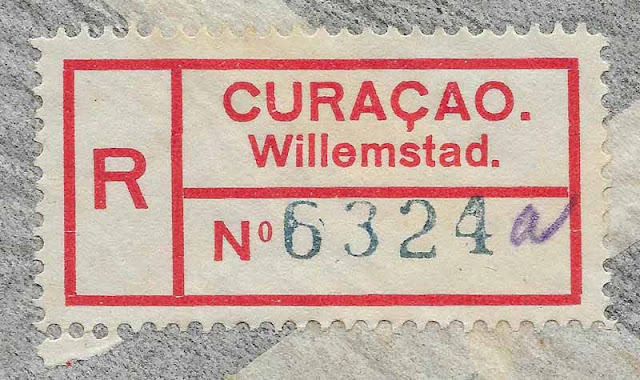 R
CURAÇAO.
Willemstad.
Nº 6324 a